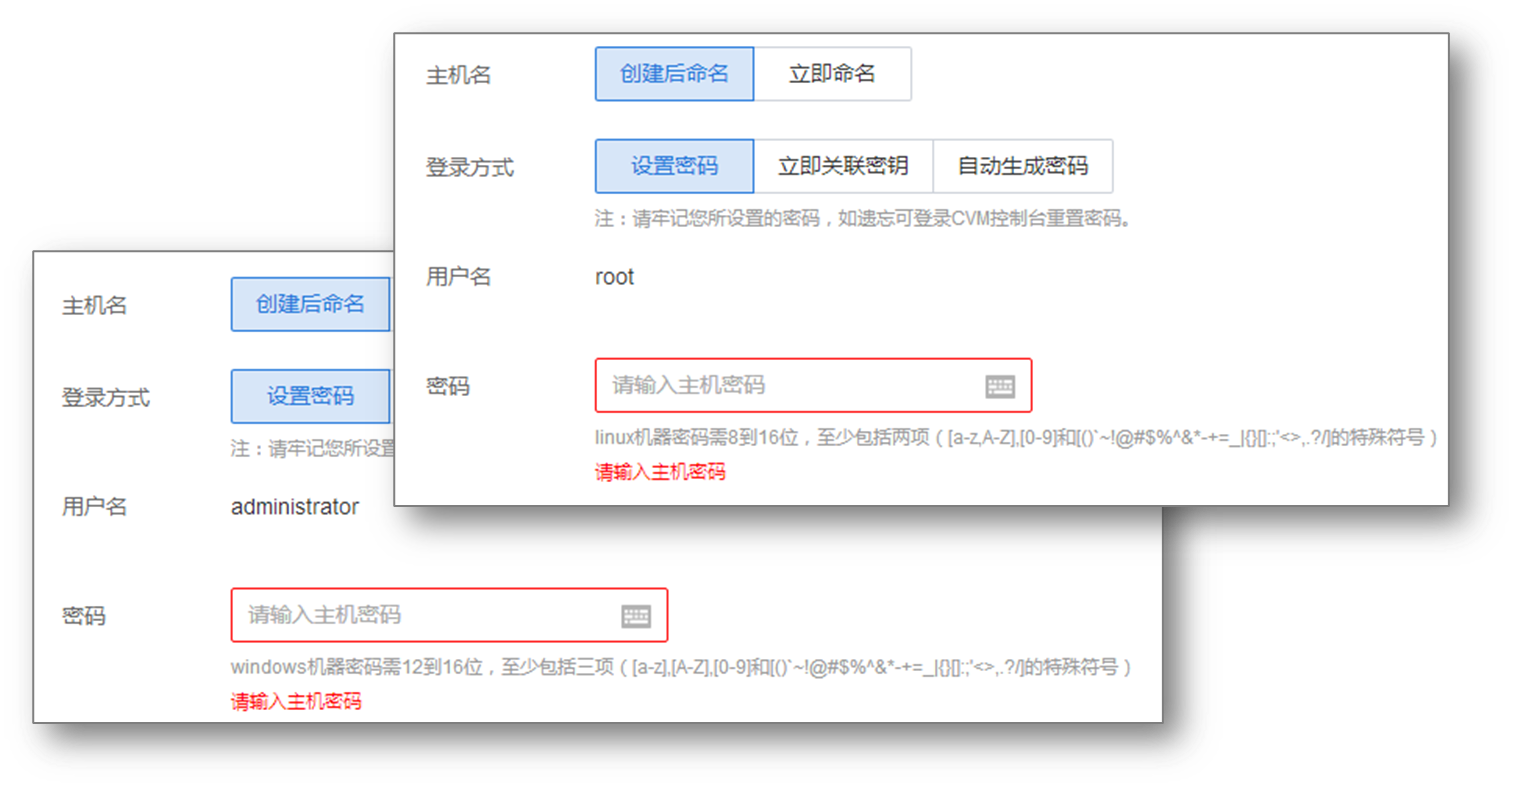 主机名
创建后命名 立即命名
登录方式
设置密码 立即关联密钥 自动生成密码
注：请牢记您所设置的密码，如遗忘可登录CVM控制台重置密码。
用户名 root
密码
请输入主机密码
linux机器密码需8到16位，至少包括两项（[a-z,A-Z],[0-9]和[()`~!@#$%^&*-+=_|{}[]:;'<>,.?/]的特殊符号）
请输入主机密码
主机名
创建后命名
登录方式
设置密码
注：请牢记您所设置
用户名 administrator
密码
请输入主机密码
windows机器密码需12到16位，至少包括三项（[a-z],[A-Z],[0-9]和[()`~!@#$%^&*-+=_|{}[]:;'<>,.?/]的特殊符号）
请输入主机密码